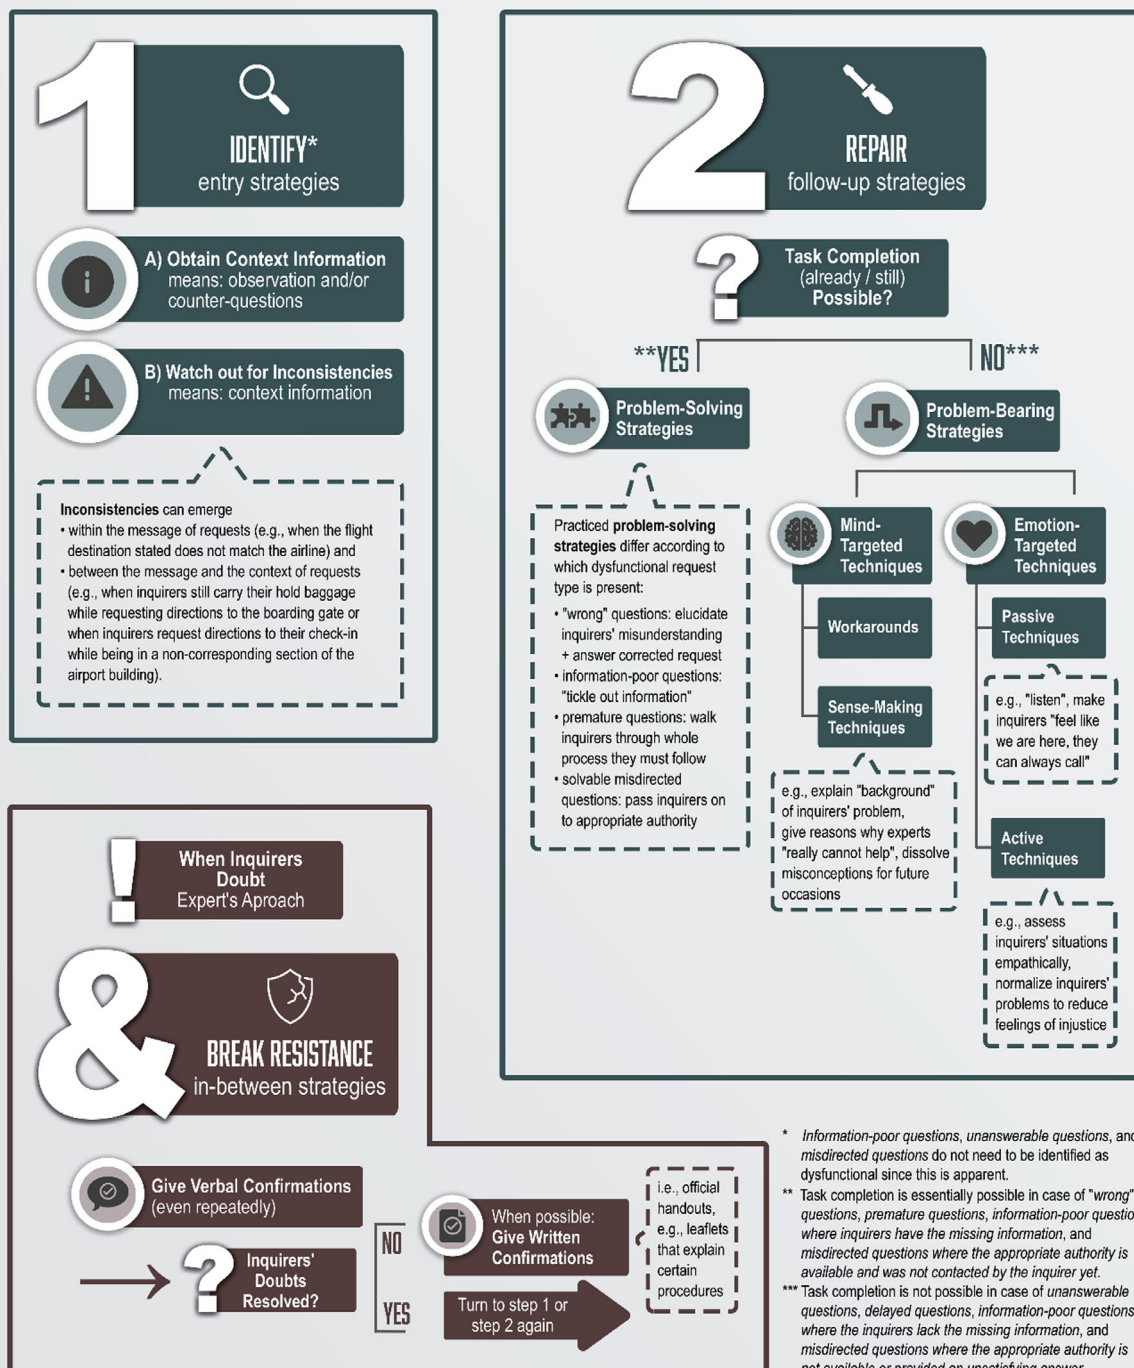 1
IDENTIFY*
entry strategies
A) Obtain Context Information
means: observation and/or
counter-questions
B) Watch out for Inconsistencies
means: context information
Inconsistencies can emerge
• within the message of requests (e.g., when the flight
destination stated does not match the airline) and
• between the message and the context of requests
(e.g., when inquirers still carry their hold baggage
while requesting directions to the boarding gate or
when inquirers request directions to their check-in
while being in a non-corresponding section of the
airport building).
2
REPAIR
follow-up strategies
?
Task Completion
(already / still)
Possible?
**YES
NO***
Problem-Solving
Strategies
Practiced problem-solving
strategies differ according to
which dysfunctional request
type is present:
• "wrong" questions: elucidate
inquirers' misunderstanding
+ answer corrected request
• information-poor questions:
"tickle out information"
• premature questions: walk
inquirers through whole
process they must follow
• solvable misdirected
questions: pass inquirers on
to appropriate authority
Problem-Bearing
Strategies
Mind-
Targeted
Techniques
Workarounds
Sense-Making
Techniques
e.g., explain "background"
of inquirers' problem,
give reasons why experts
"really cannot help", dissolve
misconceptions for future
occasions
Emotion-
Targeted
Techniques
Passive
Techniques
e.g., "listen", make
inquirers "feel like
we are here, they
can always call"
Active
Techniques
e.g., assess
inquirers' situations
empathically,
normalize inquirers'
problems to reduce
feelings of injustice
!
When Inquirers
Doubt
Expert's Aproach
&
BREAK RESISTANCE
in-between strategies
Give Verbal Confirmations
(even repeatedly)
?
Inquirers'
Doubts
Resolved?
NO
YES
When possible:
Give Written
Confirmations
i.e., official
handouts,
e.g., leaflets
that explain
certain
procedures
Turn to step 1 or
step 2 again
* Information-poor questions, unanswerable questions, and
misdirected questions do not need to be identified as
dysfunctional since this is apparent.
** Task completion is essentially possible in case of "wrong"
questions, premature questions, information-poor questio
where inquirers have the missing information, and
misdirected questions where the appropriate authority is
available and was not contacted by the inquirer yet.
*** Task completion is not possible in case of unanswerable
questions, delayed questions, information-poor questions
where the inquirers lack the missing information, and
misdirected questions where the appropriate authority is
not available or provided an unsatisfying answer